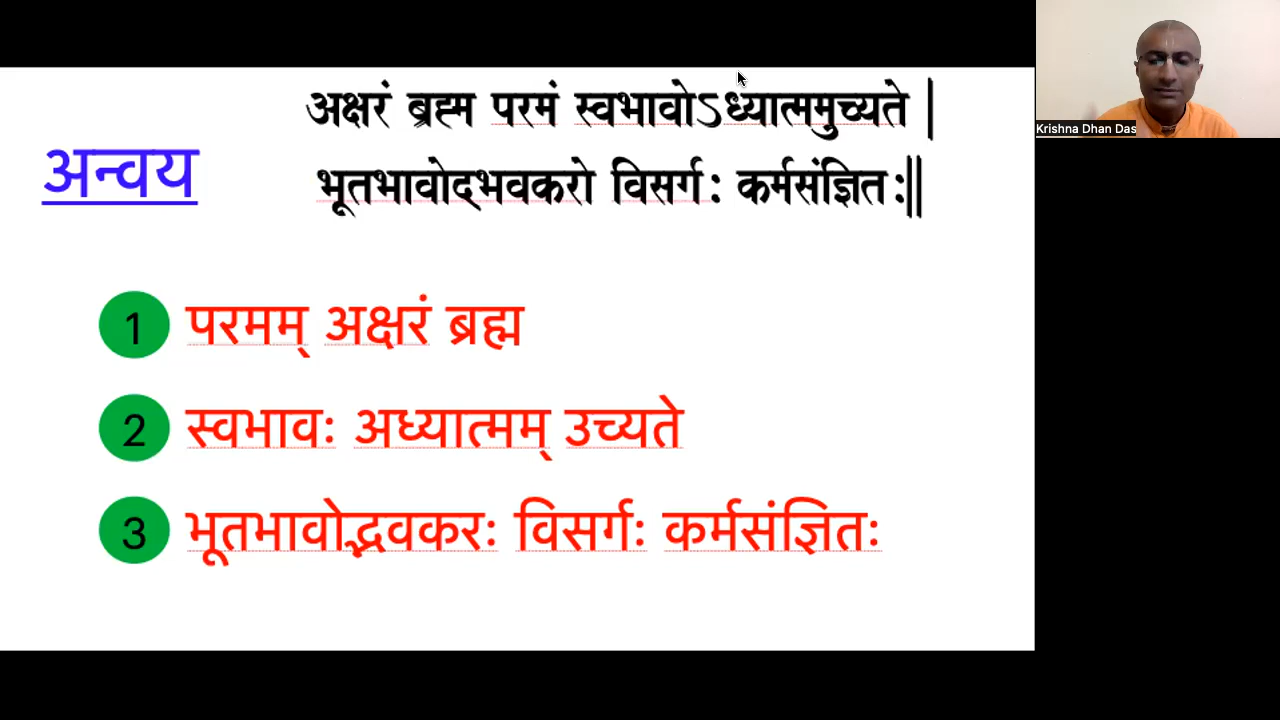 अक्षरं ब्रह्म परमं स्वभावोऽध्यात्ममुच्यते |
अन्वय
भूतभावोदभवकरो विसर्गः कर्मसंज्ञितः||
1 परमम् अक्षरं ब्रह्म
2 स्वभावः अध्यात्मम् उच्यते
3 भूतभावोद्भवकरः विसर्गः कर्मसंज्ञितः
Krishna Dhan Das